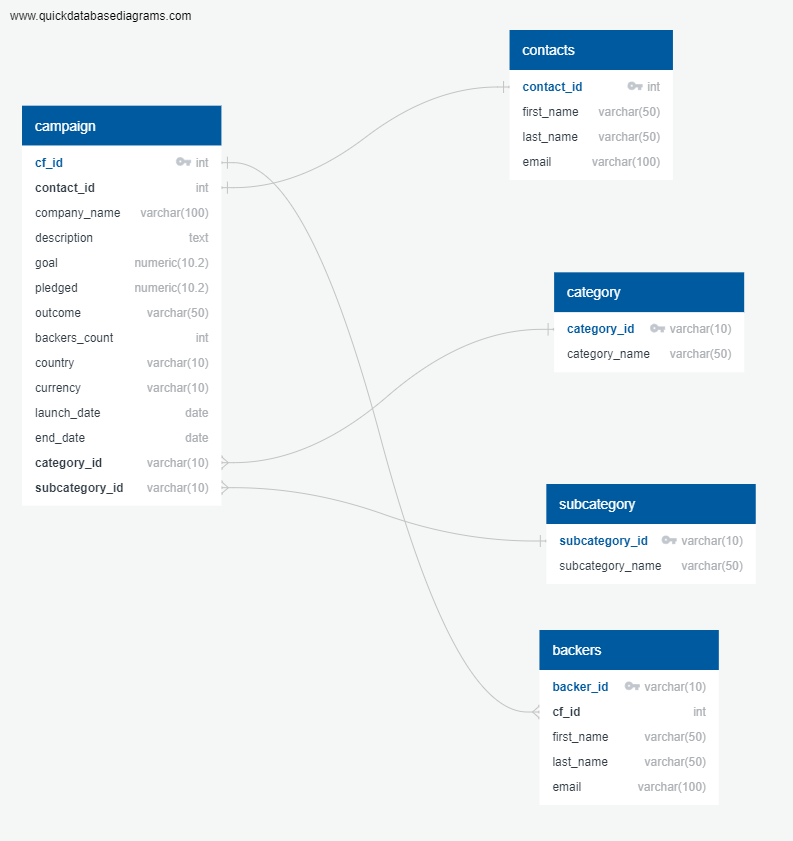 www.quickdatabasediagrams.com
campaign
cf_id int
contact_id int
company_name varchar(100)
description text
goal numeric(10.2)
pledged numeric(10.2)
outcome varchar(50)
backers_count int
country varchar(10)
currency varchar(10)
launch_date date
end_date date
category_id varchar(10)
subcategory_id varchar(10)
contacts
contact_id int
first_name varchar(50)
last_name varchar(50)
email varchar(100)
category
category_id varchar(10)
category_name varchar(50)
subcategory
subcategory_id varchar(10)
subcategory_name varchar(50)
backers
backer_id varchar(10)
cf_id int
first_name varchar(50)
last_name varchar(50)
email varchar(100)